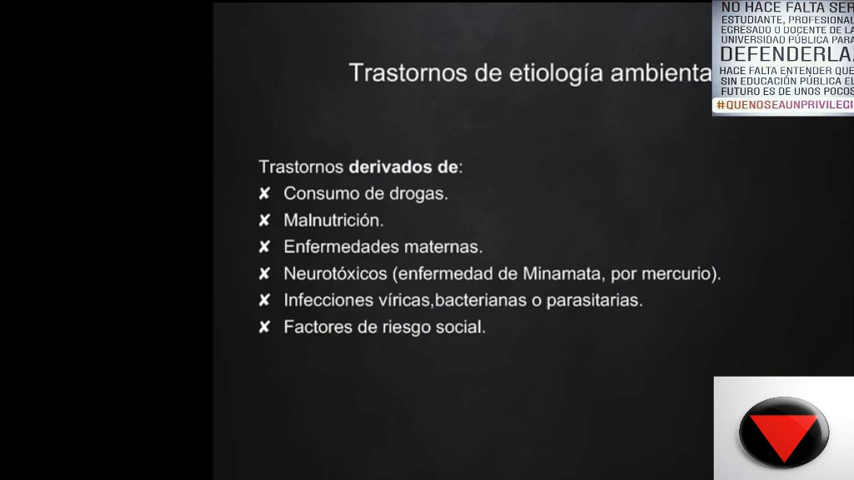 Trastornos de etiología ambienta
NO HACE FALTA SER
ESTUDIANTE, PROFESIONAL
EGRESADO O DOCENTE DE LA
UNIVERSIDAD PÚBLICA PARA
DEFENDERLA.
HACE FALTA ENTENDER QUE
SIN EDUCACIÓN PÚBLICA EL
FUTURO ES DE UNOS POCOS
#QUENOSEAUNPRIVILEGI
Trastornos derivados de:
✘ Consumo de drogas.
✘ Malnutrición.
✘ Enfermedades maternas.
✘ Neurotóxicos (enfermedad de Minamata, por mercurio).
✘ Infecciones víricas,bacterianas o parasitarias.
✘ Factores de riesgo social.